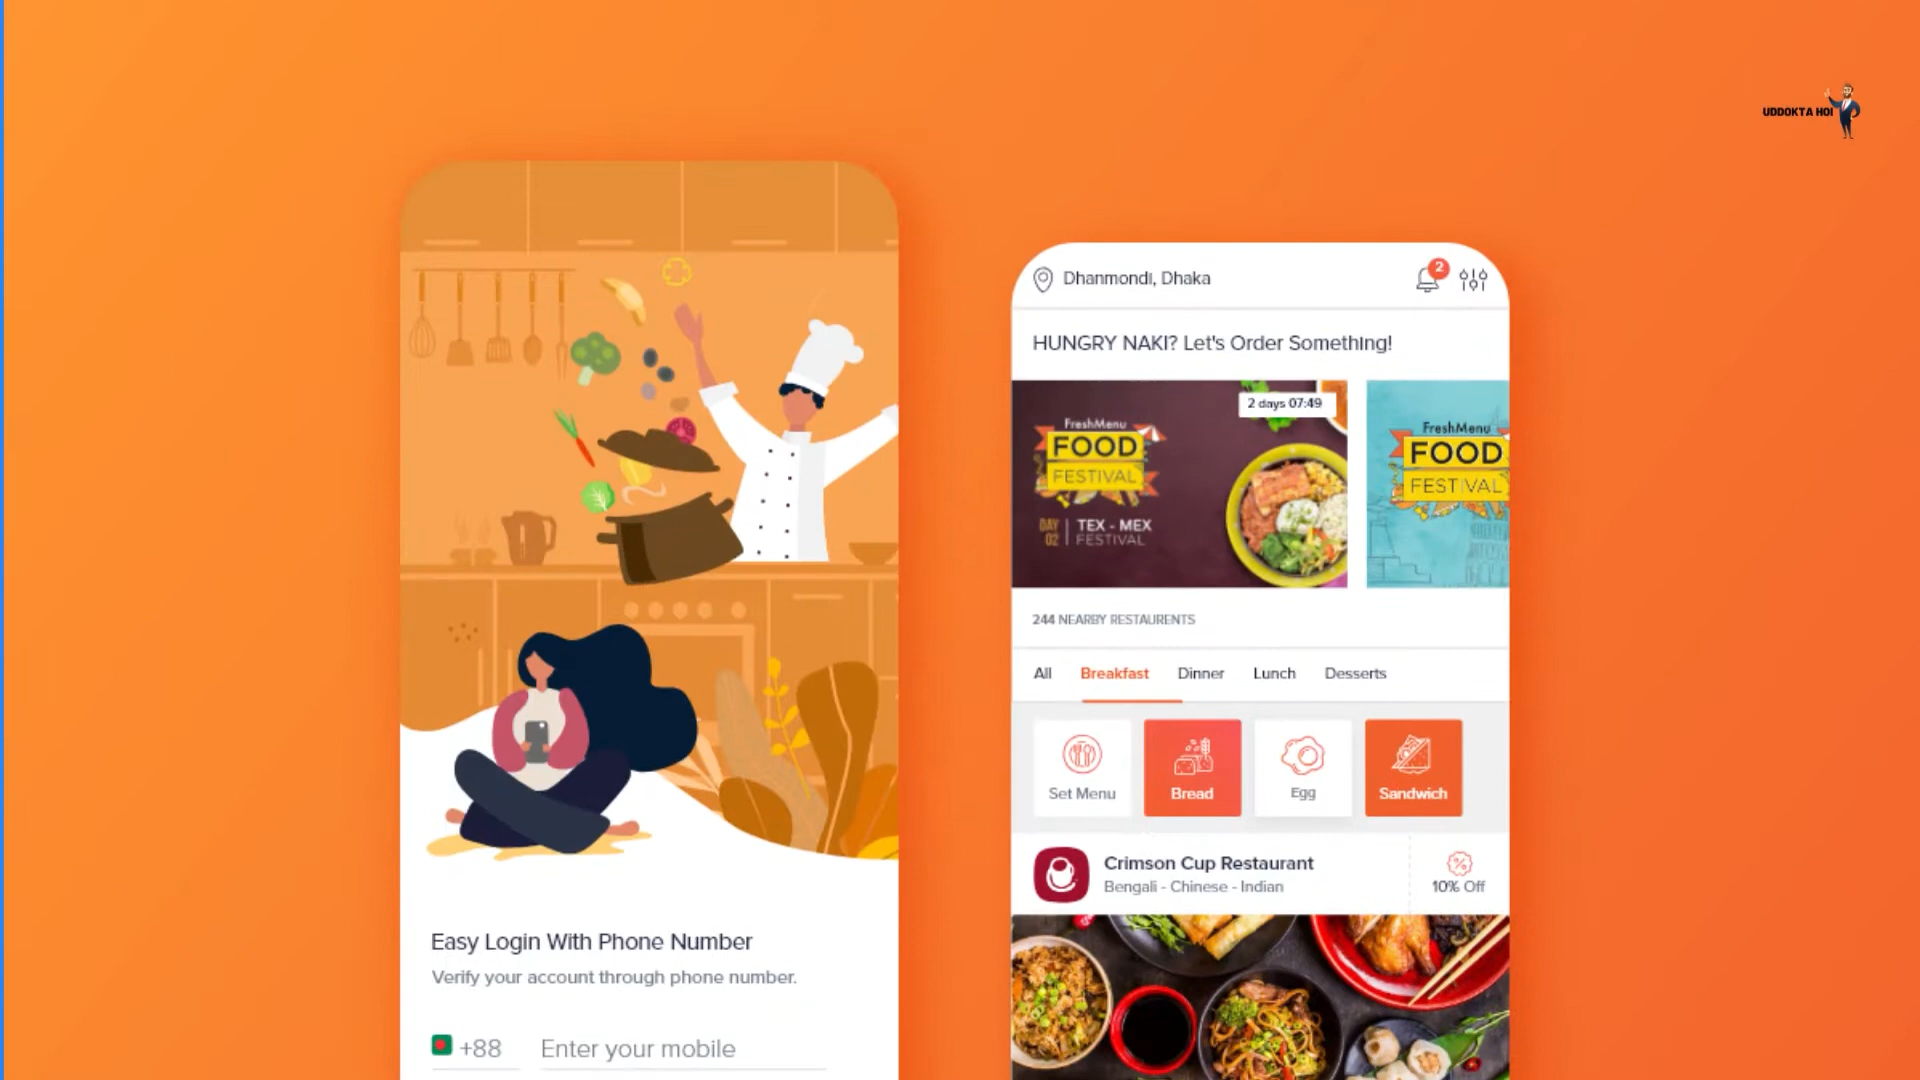 UDDOKTA HOI
Dhanmondi, Dhaka
2
HUNGRY NAKI? Let's Order Something!
2 days 07:49
FreshMenu
FOOD
FESTIVAL
DAY
02
TEX - MEX
FESTIVAL
FreshMenu
FOOD
FESTIVAL
244 NEARBY RESTAURENTS
All Breakfast Dinner Lunch Desserts
Set Menu Bread Egg Sandwich
Crimson Cup Restaurant
Bengali - Chinese - Indian
10% Off
Easy Login With Phone Number
Verify your account through phone number.
+88 Enter your mobile